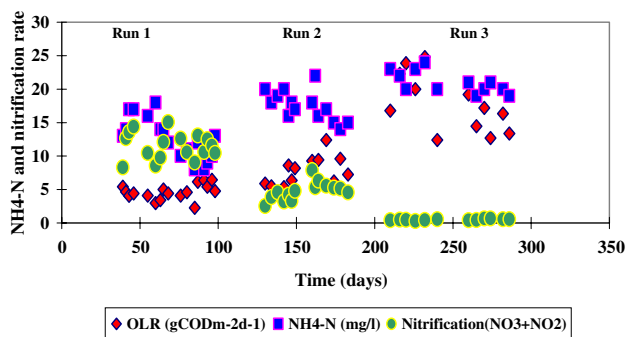 Run 1 Run 2 Run 3
NH4-N and nitrification rate
30
25
20
15
10
5
0
0 50 100 150 200 250 300 350
Time (days)
OLR (gCODm-2d-1) NH4-N (mg/l) Nitrification(NO3+NO2)